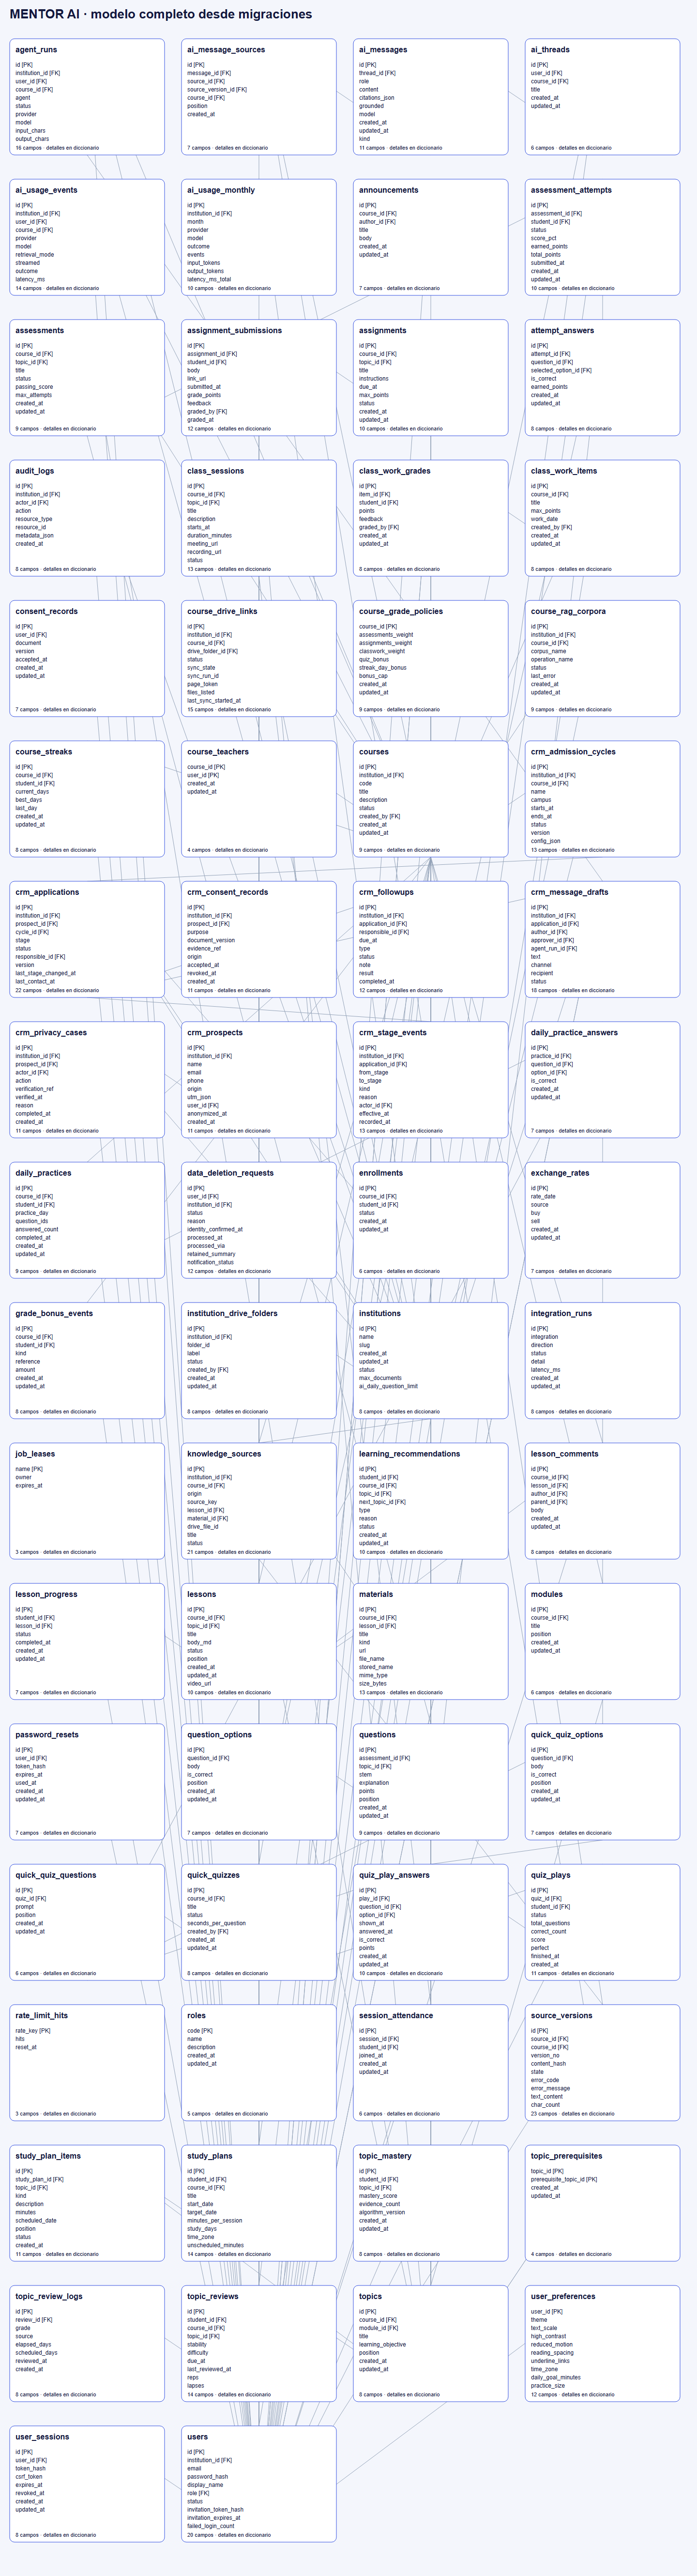 MENTOR AI · modelo completo desde migraciones
agent_runs
id [PK]
institution_id [FK]
user_id [FK]
course_id [FK]
agent
status
provider
model
input_chars
output_chars
16 campos · detalles en diccionario
ai_message_sources
id [PK]
message_id [FK]
source_id [FK]
source_version_id [FK]
course_id [FK]
position
created_at
7 campos · detalles en diccionario
ai_messages
id [PK]
thread_id [FK]
role
content
citations_json
grounded
model
created_at
updated_at
kind
11 campos · detalles en diccionario
ai_threads
id [PK]
user_id [FK]
course_id [FK]
title
created_at
updated_at
6 campos · detalles en diccionario
ai_usage_events
id [PK]
institution_id [FK]
user_id [FK]
course_id [FK]
provider
model
retrieval_mode
streamed
outcome
latency_ms
14 campos · detalles en diccionario
ai_usage_monthly
id [PK]
institution_id [FK]
month
provider
model
outcome
events
input_tokens
output_tokens
latency_ms_total
10 campos · detalles en diccionario
announcements
id [PK]
course_id [FK]
author_id [FK]
title
body
created_at
updated_at
7 campos · detalles en diccionario
assessment_attempts
id [PK]
assessment_id [FK]
student_id [FK]
status
score_pct
earned_points
total_points
submitted_at
created_at
updated_at
10 campos · detalles en diccionario
assessments
id [PK]
course_id [FK]
topic_id [FK]
title
status
passing_score
max_attempts
created_at
updated_at
9 campos · detalles en diccionario
assignment_submissions
id [PK]
assignment_id [FK]
student_id [FK]
body
link_url
submitted_at
grade_points
feedback
graded_by [FK]
graded_at
12 campos · detalles en diccionario
assignments
id [PK]
course_id [FK]
topic_id [FK]
title
instructions
due_at
max_points
status
created_at
updated_at
10 campos · detalles en diccionario
attempt_answers
id [PK]
attempt_id [FK]
question_id [FK]
selected_option_id [FK]
is_correct
earned_points
created_at
updated_at
8 campos · detalles en diccionario
audit_logs
id [PK]
institution_id [FK]
actor_id [FK]
action
resource_type
resource_id
metadata_json
created_at
8 campos · detalles en diccionario
class_sessions
id [PK]
course_id [FK]
topic_id [FK]
title
description
starts_at
duration_minutes
meeting_url
recording_url
status
13 campos · detalles en diccionario
class_work_grades
id [PK]
item_id [FK]
student_id [FK]
points
feedback
graded_by [FK]
created_at
updated_at
8 campos · detalles en diccionario
class_work_items
id [PK]
course_id [FK]
title
max_points
work_date
created_by [FK]
created_at
updated_at
8 campos · detalles en diccionario
consent_records
id [PK]
user_id [FK]
document
version
accepted_at
created_at
updated_at
7 campos · detalles en diccionario
course_drive_links
id [PK]
institution_id [FK]
course_id [FK]
drive_folder_id [FK]
status
sync_state
sync_run_id
page_token
files_listed
last_sync_started_at
15 campos · detalles en diccionario
course_grade_policies
course_id [PK]
assessments_weight
assignments_weight
classwork_weight
quiz_bonus
streak_day_bonus
bonus_cap
created_at
updated_at
9 campos · detalles en diccionario
course_rag_corpora
id [PK]
institution_id [FK]
course_id [FK]
corpus_name
operation_name
status
last_error
created_at
updated_at
9 campos · detalles en diccionario
course_streaks
id [PK]
course_id [FK]
student_id [FK]
current_days
best_days
last_day
created_at
updated_at
8 campos · detalles en diccionario
course_teachers
course_id [PK]
user_id [PK]
created_at
updated_at
4 campos · detalles en diccionario
courses
id [PK]
institution_id [FK]
code
title
description
status
created_by [FK]
created_at
updated_at
9 campos · detalles en diccionario
crm_admission_cycles
id [PK]
institution_id [FK]
course_id [FK]
name
campus
starts_at
ends_at
status
version
config_json
13 campos · detalles en diccionario
crm_applications
id [PK]
institution_id [FK]
prospect_id [FK]
cycle_id [FK]
stage
status
responsible_id [FK]
version
last_stage_changed_at
last_contact_at
22 campos · detalles en diccionario
crm_consent_records
id [PK]
institution_id [FK]
prospect_id [FK]
purpose
document_version
evidence_ref
origin
accepted_at
revoked_at
created_at
11 campos · detalles en diccionario
crm_followups
id [PK]
institution_id [FK]
application_id [FK]
responsible_id [FK]
due_at
type
status
note
result
completed_at
12 campos · detalles en diccionario
crm_message_drafts
id [PK]
institution_id [FK]
application_id [FK]
author_id [FK]
approver_id [FK]
agent_run_id [FK]
text
channel
recipient
status
18 campos · detalles en diccionario
crm_privacy_cases
id [PK]
institution_id [FK]
prospect_id [FK]
actor_id [FK]
action
verification_ref
verified_at
reason
completed_at
created_at
11 campos · detalles en diccionario
crm_prospects
id [PK]
institution_id [FK]
name
email
phone
origin
utm_json
user_id [FK]
anonymized_at
created_at
11 campos · detalles en diccionario
crm_stage_events
id [PK]
institution_id [FK]
application_id [FK]
from_stage
to_stage
kind
reason
actor_id [FK]
effective_at
recorded_at
13 campos · detalles en diccionario
daily_practice_answers
id [PK]
practice_id [FK]
question_id [FK]
option_id [FK]
is_correct
created_at
updated_at
7 campos · detalles en diccionario
daily_practices
id [PK]
course_id [FK]
student_id [FK]
practice_day
question_ids
answered_count
completed_at
created_at
updated_at
9 campos · detalles en diccionario
data_deletion_requests
id [PK]
user_id [FK]
institution_id [FK]
status
reason
identity_confirmed_at
processed_at
processed_via
retained_summary
notification_status
12 campos · detalles en diccionario
enrollments
id [PK]
course_id [FK]
student_id [FK]
status
created_at
updated_at
6 campos · detalles en diccionario
exchange_rates
id [PK]
rate_date
source
buy
sell
created_at
updated_at
7 campos · detalles en diccionario
grade_bonus_events
id [PK]
course_id [FK]
student_id [FK]
kind
reference
amount
created_at
updated_at
8 campos · detalles en diccionario
institution_drive_folders
id [PK]
institution_id [FK]
folder_id
label
status
created_by [FK]
created_at
updated_at
8 campos · detalles en diccionario
institutions
id [PK]
name
slug
created_at
updated_at
status
max_documents
ai_daily_question_limit
8 campos · detalles en diccionario
integration_runs
id [PK]
integration
direction
status
detail
latency_ms
created_at
updated_at
8 campos · detalles en diccionario
job_leases
name [PK]
owner
expires_at
3 campos · detalles en diccionario
knowledge_sources
id [PK]
institution_id [FK]
course_id [FK]
origin
source_key
lesson_id [FK]
material_id [FK]
drive_file_id
title
status
21 campos · detalles en diccionario
learning_recommendations
id [PK]
student_id [FK]
course_id [FK]
topic_id [FK]
next_topic_id [FK]
type
reason
status
created_at
updated_at
10 campos · detalles en diccionario
lesson_comments
id [PK]
course_id [FK]
lesson_id [FK]
author_id [FK]
parent_id [FK]
body
created_at
updated_at
8 campos · detalles en diccionario
lesson_progress
id [PK]
student_id [FK]
lesson_id [FK]
status
completed_at
created_at
updated_at
7 campos · detalles en diccionario
lessons
id [PK]
course_id [FK]
topic_id [FK]
title
body_md
status
position
created_at
updated_at
video_url
10 campos · detalles en diccionario
materials
id [PK]
course_id [FK]
lesson_id [FK]
title
kind
url
file_name
stored_name
mime_type
size_bytes
13 campos · detalles en diccionario
modules
id [PK]
course_id [FK]
title
position
created_at
updated_at
6 campos · detalles en diccionario
password_resets
id [PK]
user_id [FK]
token_hash
expires_at
used_at
created_at
updated_at
7 campos · detalles en diccionario
question_options
id [PK]
question_id [FK]
body
is_correct
position
created_at
updated_at
7 campos · detalles en diccionario
questions
id [PK]
assessment_id [FK]
topic_id [FK]
stem
explanation
points
position
created_at
updated_at
9 campos · detalles en diccionario
quick_quiz_options
id [PK]
question_id [FK]
body
is_correct
position
created_at
updated_at
7 campos · detalles en diccionario
quick_quiz_questions
id [PK]
quiz_id [FK]
prompt
position
created_at
updated_at
6 campos · detalles en diccionario
quick_quizzes
id [PK]
course_id [FK]
title
status
seconds_per_question
created_by [FK]
created_at
updated_at
8 campos · detalles en diccionario
quiz_play_answers
id [PK]
play_id [FK]
question_id [FK]
option_id [FK]
shown_at
answered_at
is_correct
points
created_at
updated_at
10 campos · detalles en diccionario
quiz_plays
id [PK]
quiz_id [FK]
student_id [FK]
status
total_questions
correct_count
score
perfect
finished_at
created_at
11 campos · detalles en diccionario
rate_limit_hits
rate_key [PK]
hits
reset_at
3 campos · detalles en diccionario
roles
code [PK]
name
description
created_at
updated_at
5 campos · detalles en diccionario
session_attendance
id [PK]
session_id [FK]
student_id [FK]
joined_at
created_at
updated_at
6 campos · detalles en diccionario
source_versions
id [PK]
source_id [FK]
course_id [FK]
version_no
content_hash
state
error_code
error_message
text_content
char_count
23 campos · detalles en diccionario
study_plan_items
id [PK]
study_plan_id [FK]
topic_id [FK]
kind
description
minutes
scheduled_date
position
status
created_at
11 campos · detalles en diccionario
study_plans
id [PK]
student_id [FK]
course_id [FK]
title
start_date
target_date
minutes_per_session
study_days
time_zone
unscheduled_minutes
14 campos · detalles en diccionario
topic_mastery
id [PK]
student_id [FK]
topic_id [FK]
mastery_score
evidence_count
algorithm_version
created_at
updated_at
8 campos · detalles en diccionario
topic_prerequisites
topic_id [PK]
prerequisite_topic_id [PK]
created_at
updated_at
4 campos · detalles en diccionario
topic_review_logs
id [PK]
review_id [FK]
grade
source
elapsed_days
scheduled_days
reviewed_at
created_at
8 campos · detalles en diccionario
topic_reviews
id [PK]
student_id [FK]
course_id [FK]
topic_id [FK]
stability
difficulty
due_at
last_reviewed_at
reps
lapses
14 campos · detalles en diccionario
topics
id [PK]
course_id [FK]
module_id [FK]
title
learning_objective
position
created_at
updated_at
8 campos · detalles en diccionario
user_preferences
user_id [PK]
theme
text_scale
high_contrast
reduced_motion
reading_spacing
underline_links
time_zone
daily_goal_minutes
practice_size
12 campos · detalles en diccionario
user_sessions
id [PK]
user_id [FK]
token_hash
csrf_token
expires_at
revoked_at
created_at
updated_at
8 campos · detalles en diccionario
users
id [PK]
institution_id [FK]
email
password_hash
display_name
role [FK]
status
invitation_token_hash
invitation_expires_at
failed_login_count
20 campos · detalles en diccionario